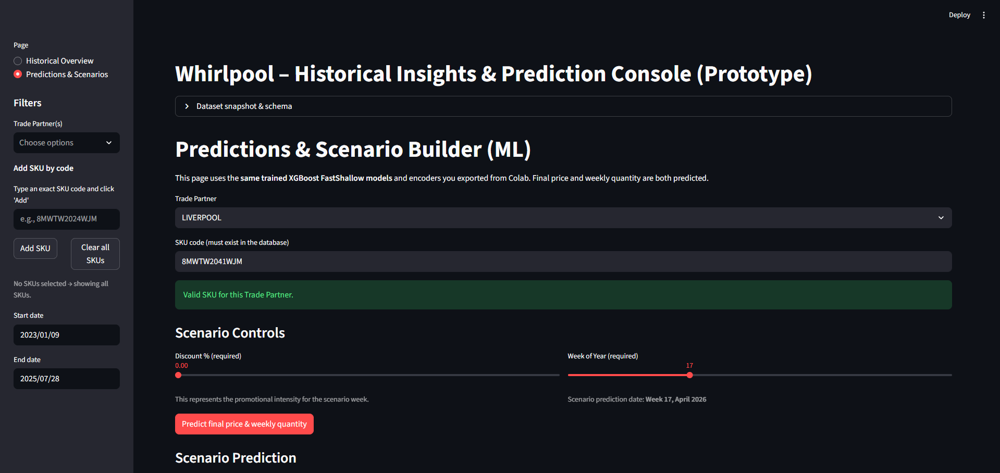 Deploy
Page
Historical Overview
Predictions & Scenarios
Filters
Trade Partner(s)
Choose options
Add SKU by code
Type an exact SKU code and click
'Add'
e.g., 8MWTW2024WJM
Add SKU
Clear all
SKUs
No SKUs selected → showing all
SKUs.
Start date
2023/01/09
End date
2025/07/28
Whirlpool – Historical Insights & Prediction Console (Prototype)
Dataset snapshot & schema
Predictions & Scenario Builder (ML)
This page uses the same trained XGBoost FastShallow models and encoders you exported from Colab. Final price and weekly quantity are both predicted.
Trade Partner
LIVERPOOL
SKU code (must exist in the database)
8MWTW2041WJM
Valid SKU for this Trade Partner.
Scenario Controls
Discount % (required)
0.00
This represents the promotional intensity for the scenario week.
Week of Year (required)
17
Scenario prediction date: Week 17, April 2026
Predict final price & weekly quantity
Scenario Prediction